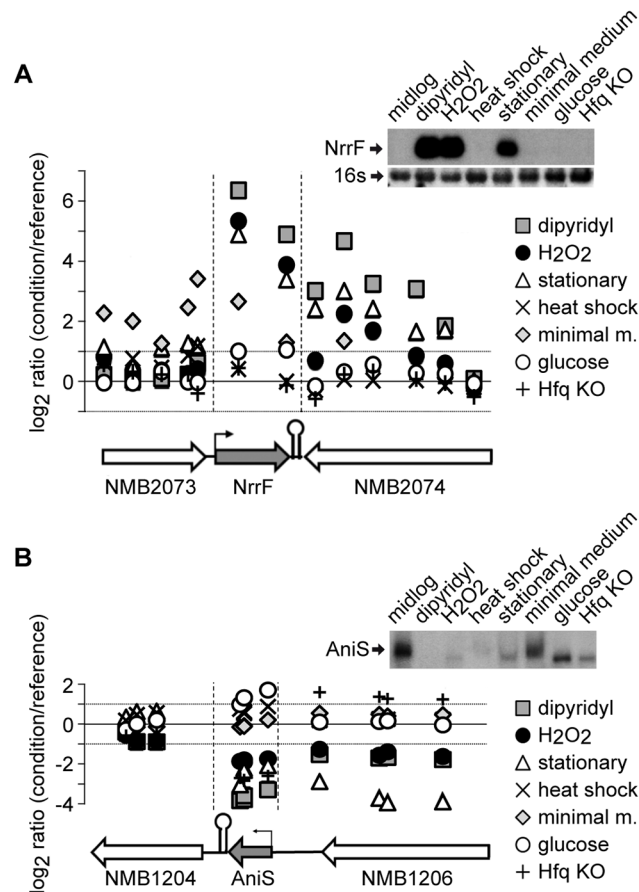 A
midlog
dipyridyl
H2O2
heat shock
stationary
minimal medium
glucose
Hfq KO
NrrF
16s
log2 ratio (condition/reference)
6
4
2
0
dipyridyl
H2O2
stationary
heat shock
minimal m.
glucose
Hfq KO
NMB2073
NrrF
NMB2074
B
midlog
dipyridyl
H2O2
heat shock
stationary
minimal medium
glucose
Hfq KO
AniS
log2 ratio (condition/reference)
2
0
-2
-4
dipyridyl
H2O2
stationary
heat shock
minimal m.
glucose
Hfq KO
NMB1204
AniS
NMB1206